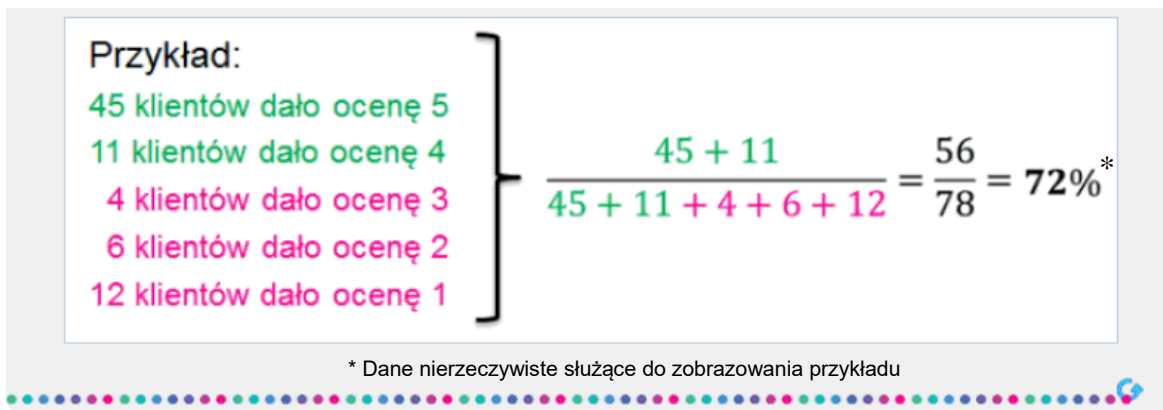 Przykład:
45 klientów dało ocenę 5
11 klientów dało ocenę 4
4 klientów dało ocenę 3
6 klientów dało ocenę 2
12 klientów dało ocenę 1
45 + 11
45 + 11 + 4 + 6 + 12
= 56/78 = 72%*
* Dane nierzeczywiste służące do zobrazowania przykładu